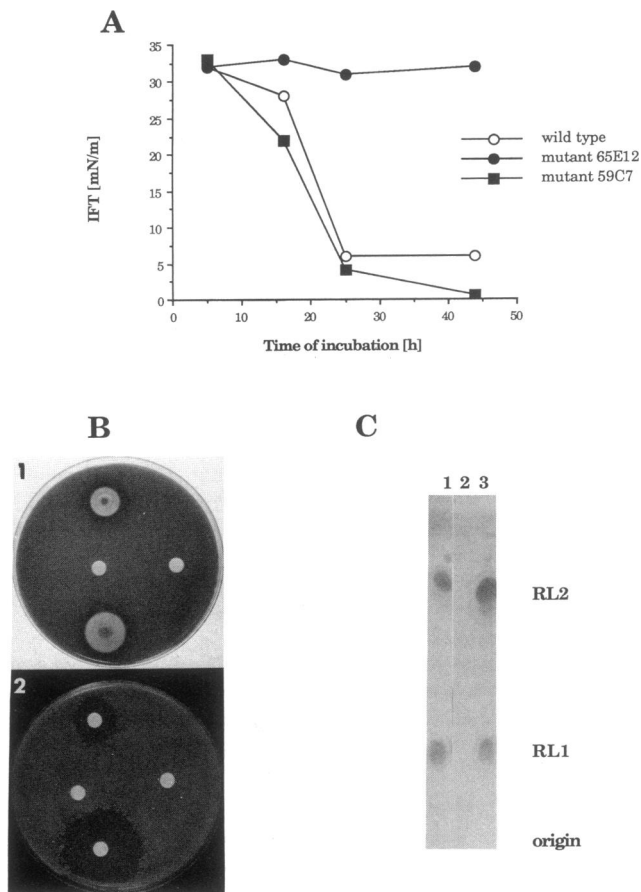 A
35
30
25
20
15
10
5
0
IFT [mN/m]
0 10 20 30 40 50
Time of incubation [h]
wild type
mutant 65E12
mutant 59C7
B
1
2
C
1 2 3
RL2
RL1
origin